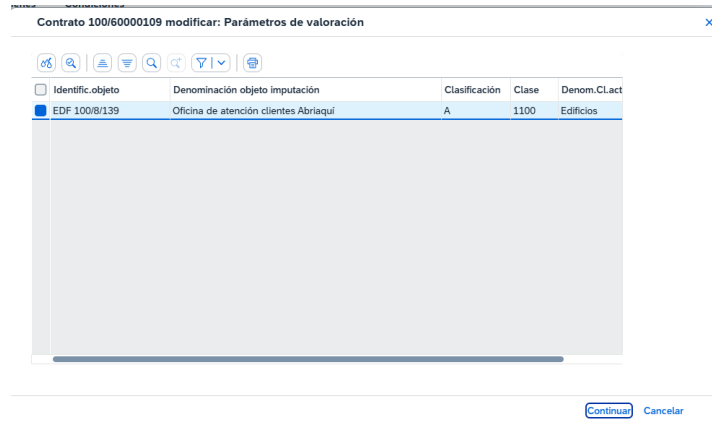 Condiciones
Contrato 100/60000109 modificar: Parámetros de valoración
Identific.objeto Denominación objeto imputación Clasificación Clase Denom.Cl.act
EDF 100/8/139 Oficina de atención clientes Abriaquí A 1100 Edificios
Continuar Cancelar